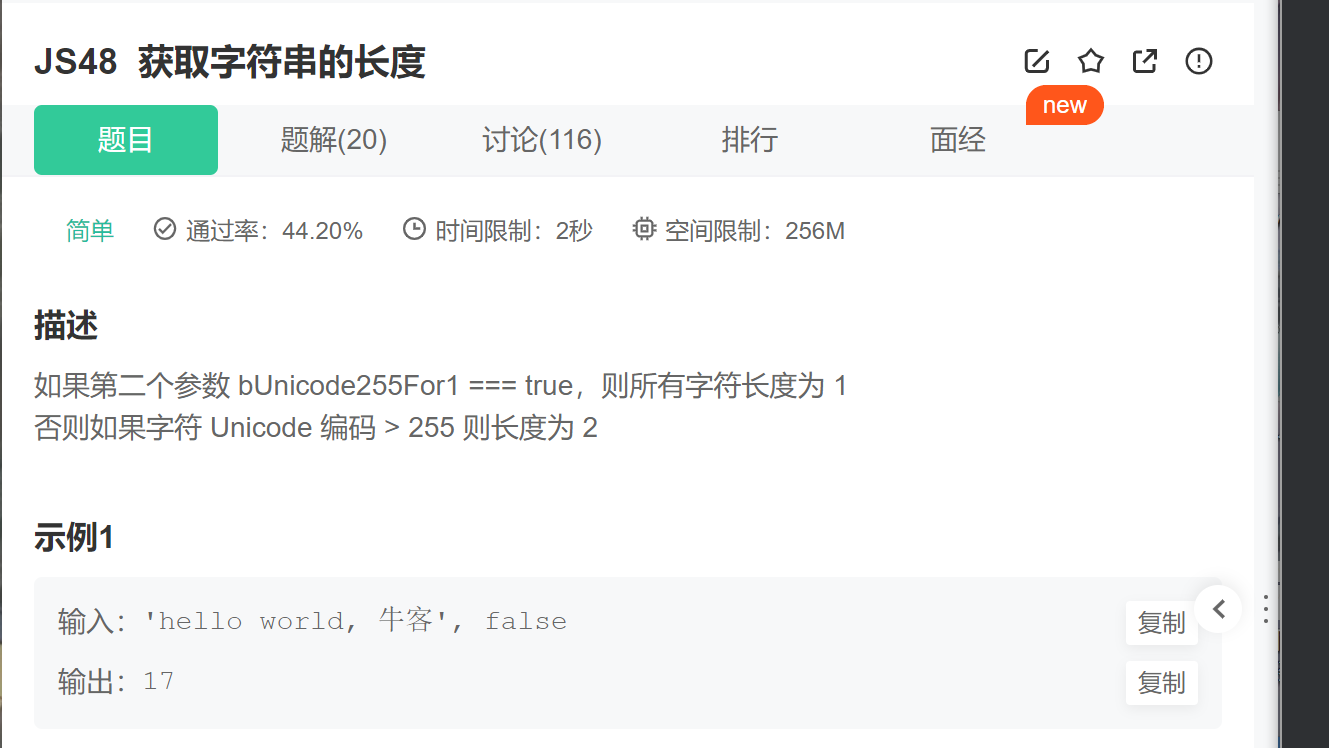 JS48 获取字符串的长度
new
题目 题解(20) 讨论(116) 排行 面经
简单 通过率：44.20% 时间限制：2秒 空间限制：256M
描述
如果第二个参数 bUnicode255For1 === true，则所有字符长度为 1
否则如果字符 Unicode 编码 > 255 则长度为 2
示例1
输入：'hello world, 牛客', false
复制
输出：17
复制